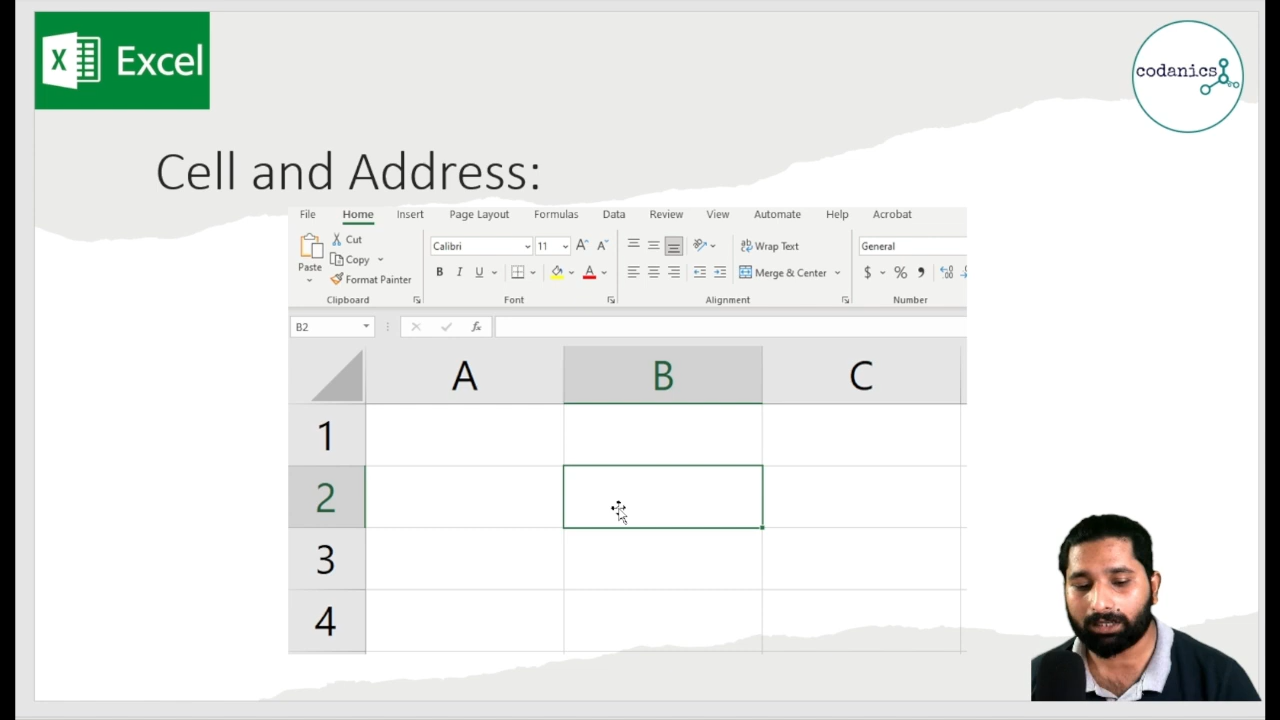 X Excel
codanics
Cell and Address:
File Home Insert Page Layout Formulas Data Review View Automate Help Acrobat
Cut
Calibri 11 A A Wrap Text General
Paste Copy
Format Painter B I U A Merge & Center $ % 9
Clipboard Font Alignment Number
B2 fx
A B C
1
2
3
4